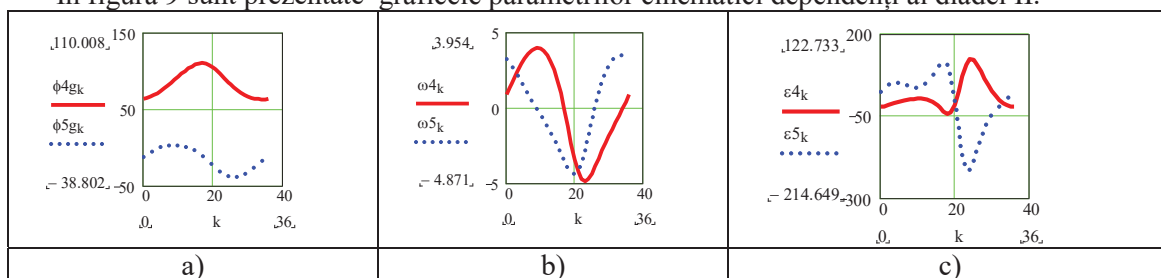 În figura 9 sunt prezentate graficele parametrilor cinematici dependenți ai diadei II.
110.008
150
ϕ4gk
50
ϕ5gk
− 38.802
−50
0 20 40
0 k 36
a)
3.954
5
ω4k
0
ω5k
− 4.871
−5
0 20 40
0 k 36
b)
122.733
200
ε4k
−50
ε5k
− 214.649
−300
0 20 40
0 k 36
c)